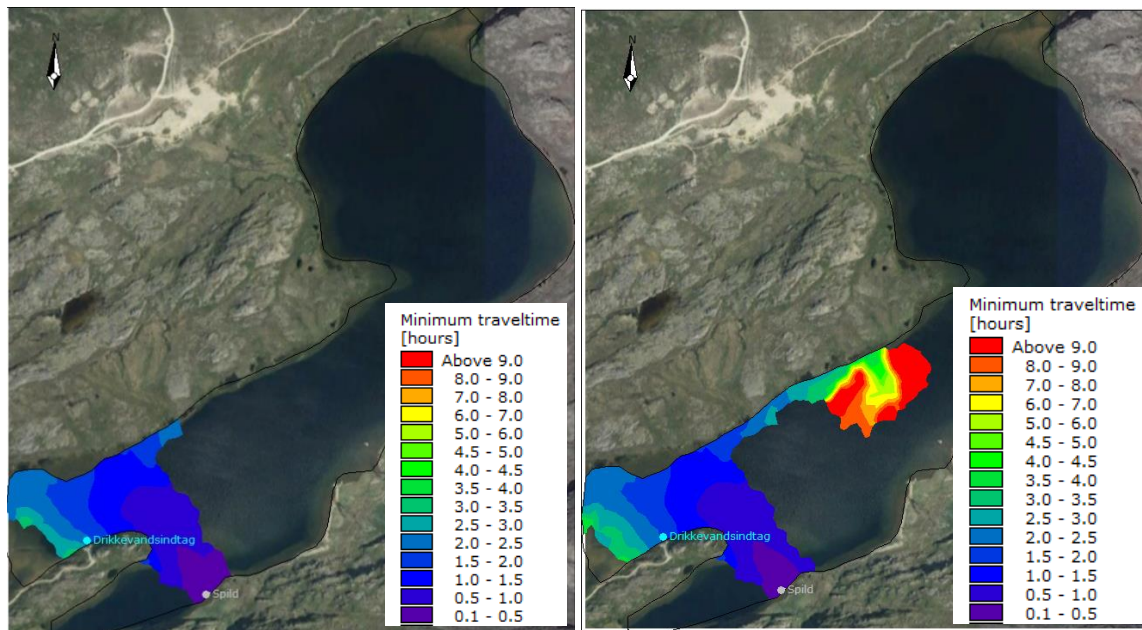 N
Minimum traveltime
[hours]
Above 9.0
8.0 - 9.0
7.0 - 8.0
6.0 - 7.0
5.0 - 6.0
4.5 - 5.0
4.0 - 4.5
3.5 - 4.0
3.0 - 3.5
2.5 - 3.0
2.0 - 2.5
1.5 - 2.0
1.0 - 1.5
0.5 - 1.0
0.1 - 0.5
Drikkevandsindtag
Spild
N
Minimum traveltime
[hours]
Above 9.0
8.0 - 9.0
7.0 - 8.0
6.0 - 7.0
5.0 - 6.0
4.5 - 5.0
4.0 - 4.5
3.5 - 4.0
3.0 - 3.5
2.5 - 3.0
2.0 - 2.5
1.5 - 2.0
1.0 - 1.5
0.5 - 1.0
0.1 - 0.5
Drikkevandsindtag
Spild